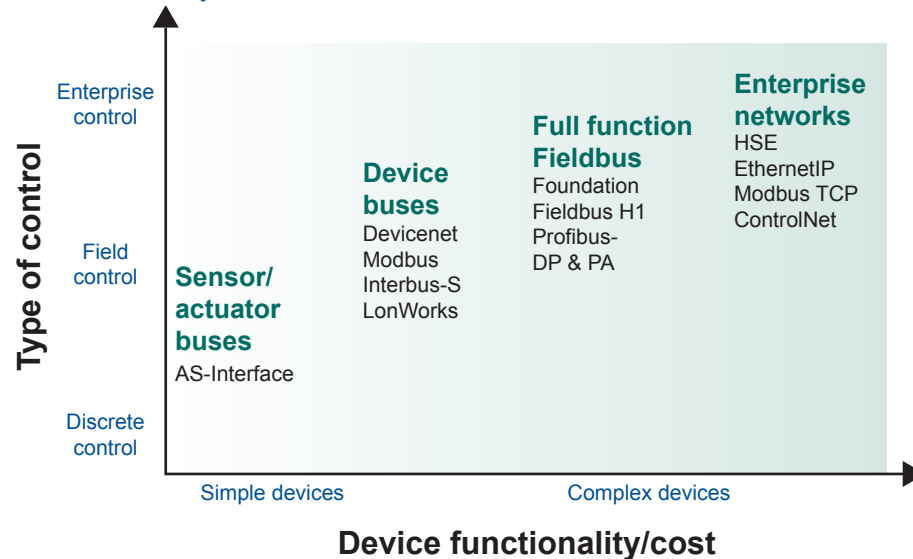 Enterprise
control
Field
control
Discrete
control
Type of control
Sensor/
actuator
buses
AS-Interface
Device
buses
Devicenet
Modbus
Interbus-S
LonWorks
Full function
Fieldbus
Foundation
Fieldbus H1
Profibus-
DP & PA
Enterprise
networks
HSE
EthernetIP
Modbus TCP
ControlNet
Simple devices
Complex devices
Device functionality/cost